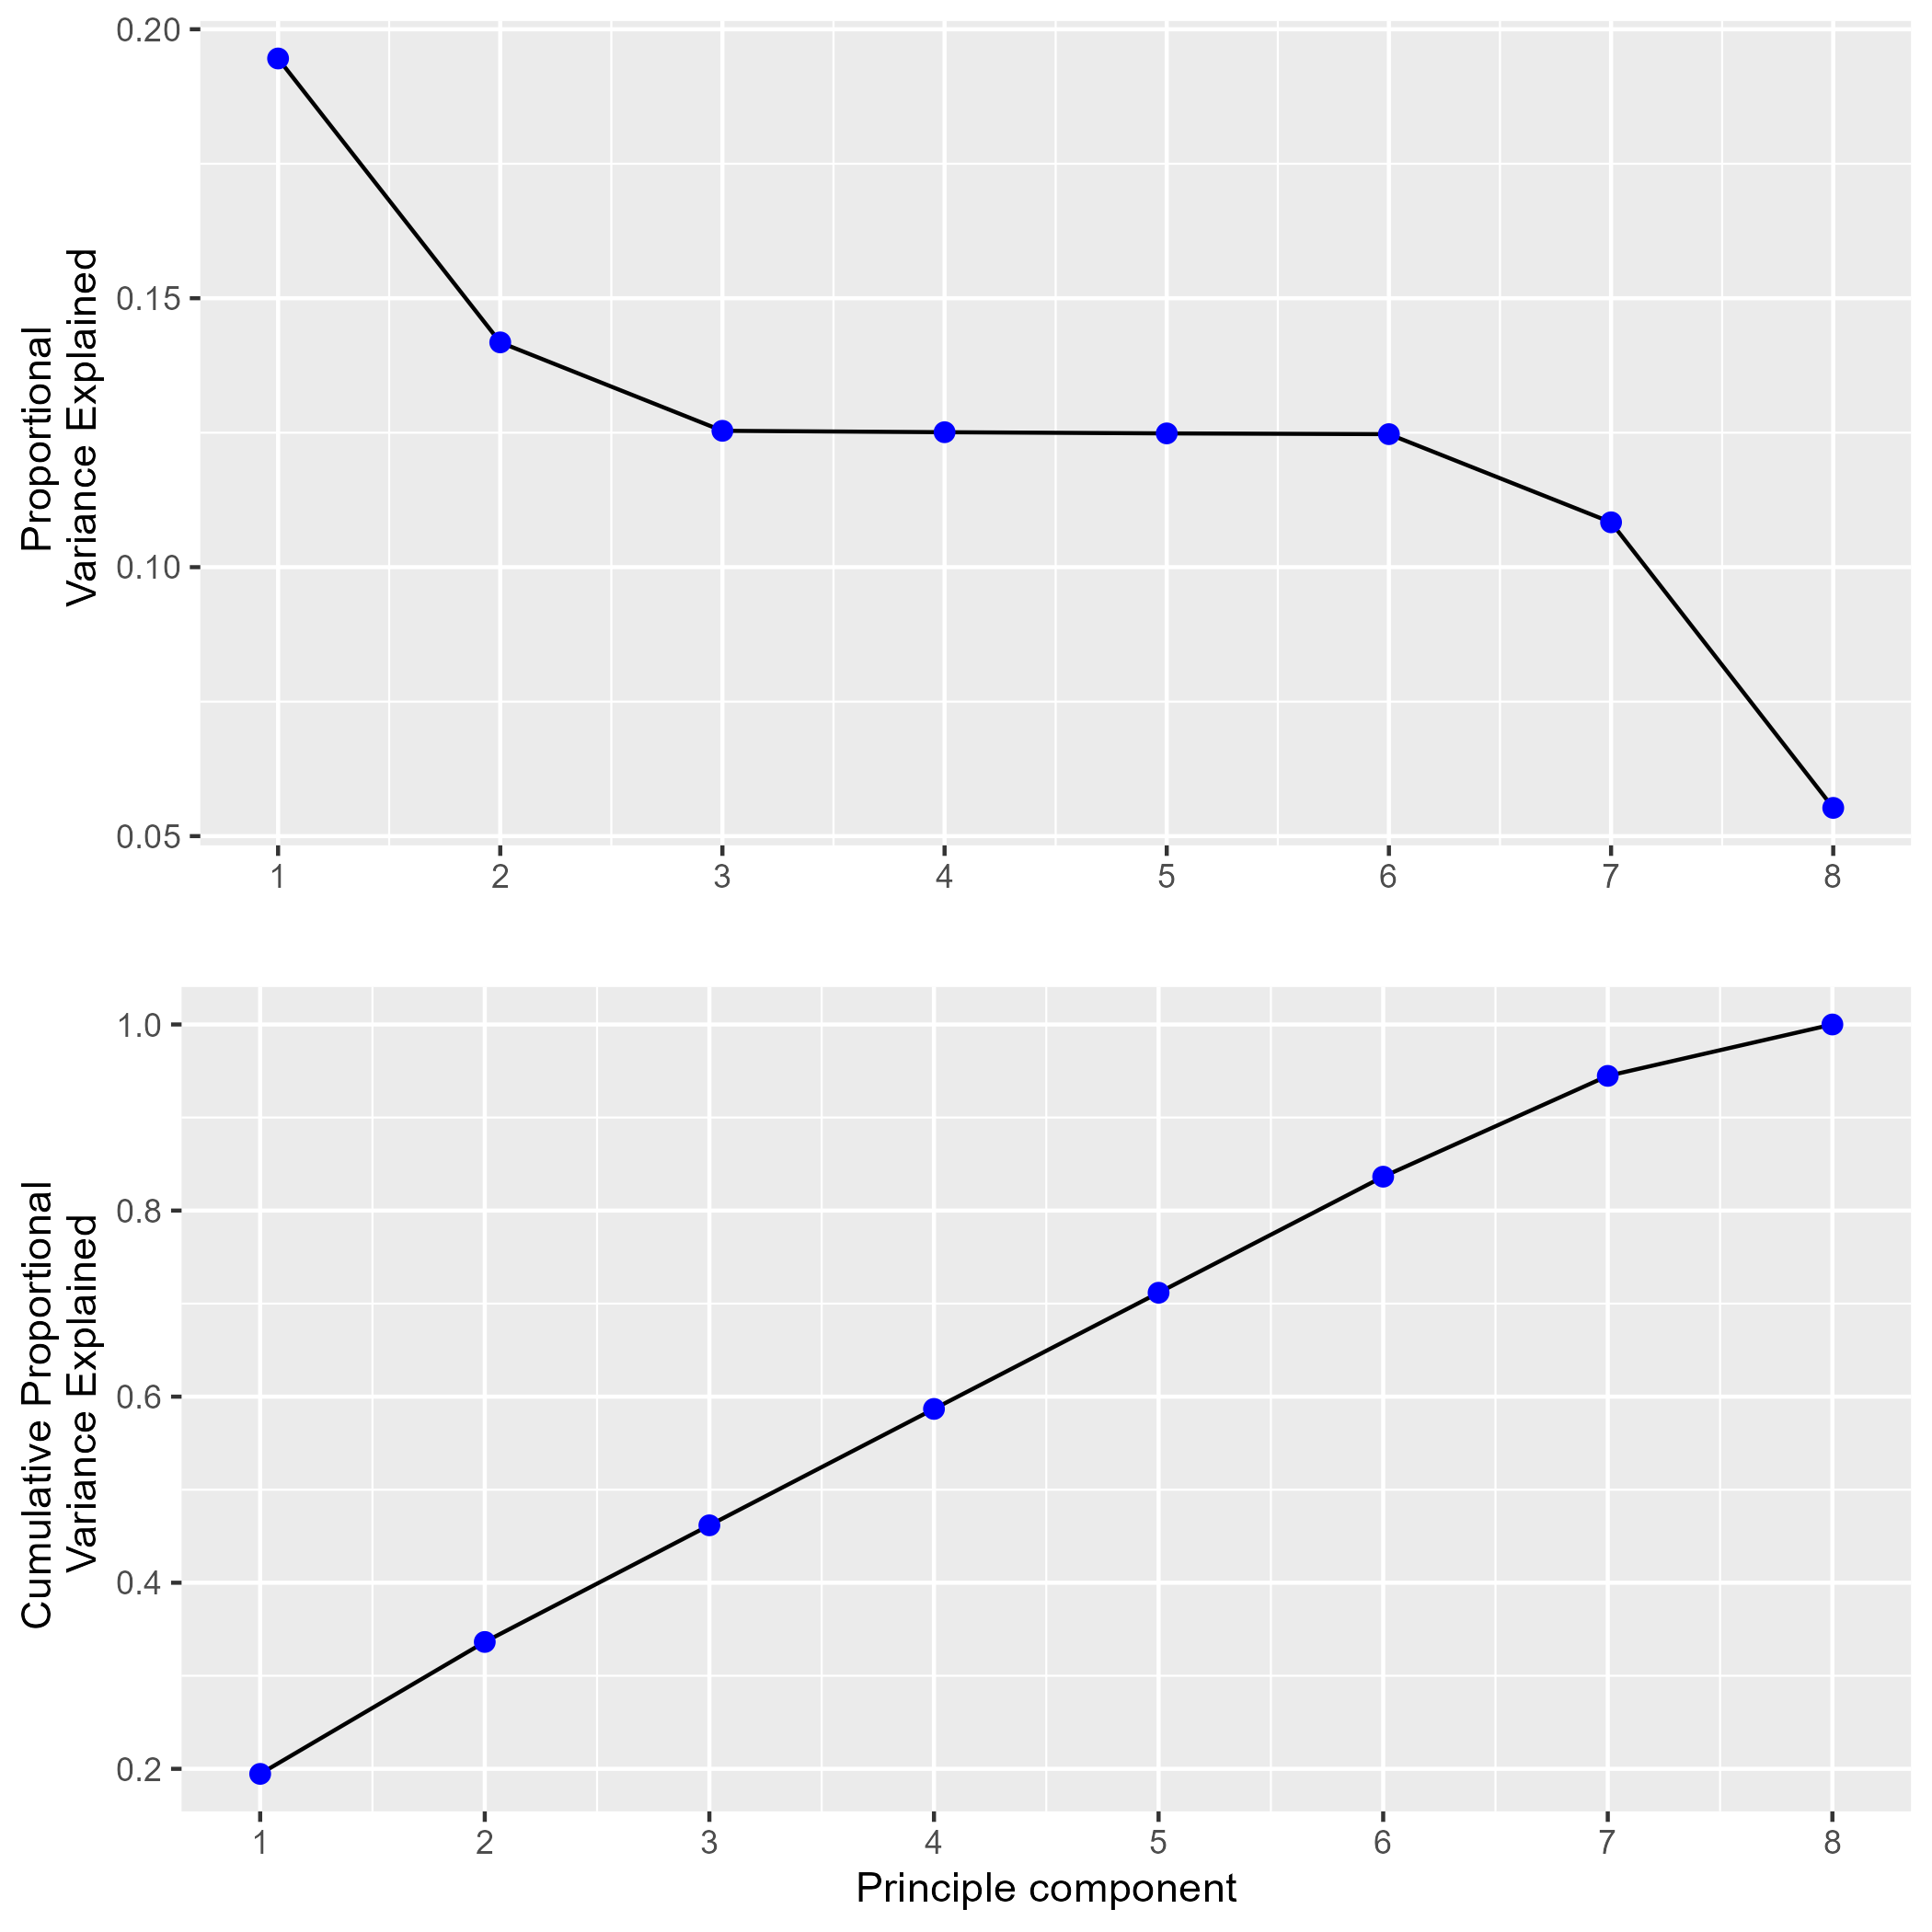 Proportional
Variance Explained
0.20
0.15
0.10
0.05
1 2 3 4 5 6 7 8
Cumulative Proportional
Variance Explained
1.0
0.8
0.6
0.4
0.2
1 2 3 4 5 6 7 8
Principle component